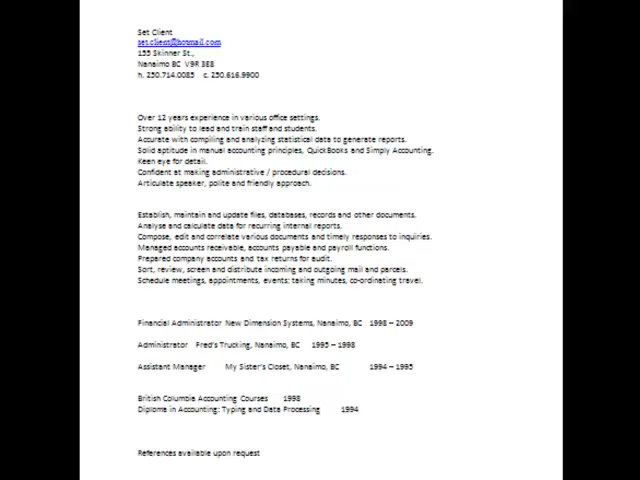 Set Client
set.client@hotmail.com
155 Skinner St.,
Nanaimo BC V9R 3E8
h. 250.714.0085 c. 250.616.9900
Over 12 years experience in various office settings.
Strong ability to lead and train staff and students.
Accurate with compiling and analyzing statistical data to generate reports.
Solid aptitude in manual accounting principles, QuickBooks and Simply Accounting.
Keen eye for detail.
Confident at making administrative / procedural decisions.
Articulate speaker, polite and friendly approach.
Establish, maintain and update files, databases, records and other documents.
Analyse and calculate data for recurring internal reports.
Compose, edit and correlate various documents and timely responses to inquiries.
Managed accounts receivable, accounts payable and payroll functions.
Prepared company accounts and tax returns for audit.
Sort, review, screen and distribute incoming and outgoing mail and parcels.
Schedule meetings, appointments, events; taking minutes, co-ordinating travel.
Financial Administrator New Dimension Systems, Nanaimo, BC 1998 – 2009
Administrator Fred's Trucking, Nanaimo, BC 1995 – 1998
Assistant Manager My Sister's Closet, Nanaimo, BC 1994 – 1995
British Columbia Accounting Courses 1998
Diploma in Accounting; Typing and Data Processing 1994
References available upon request